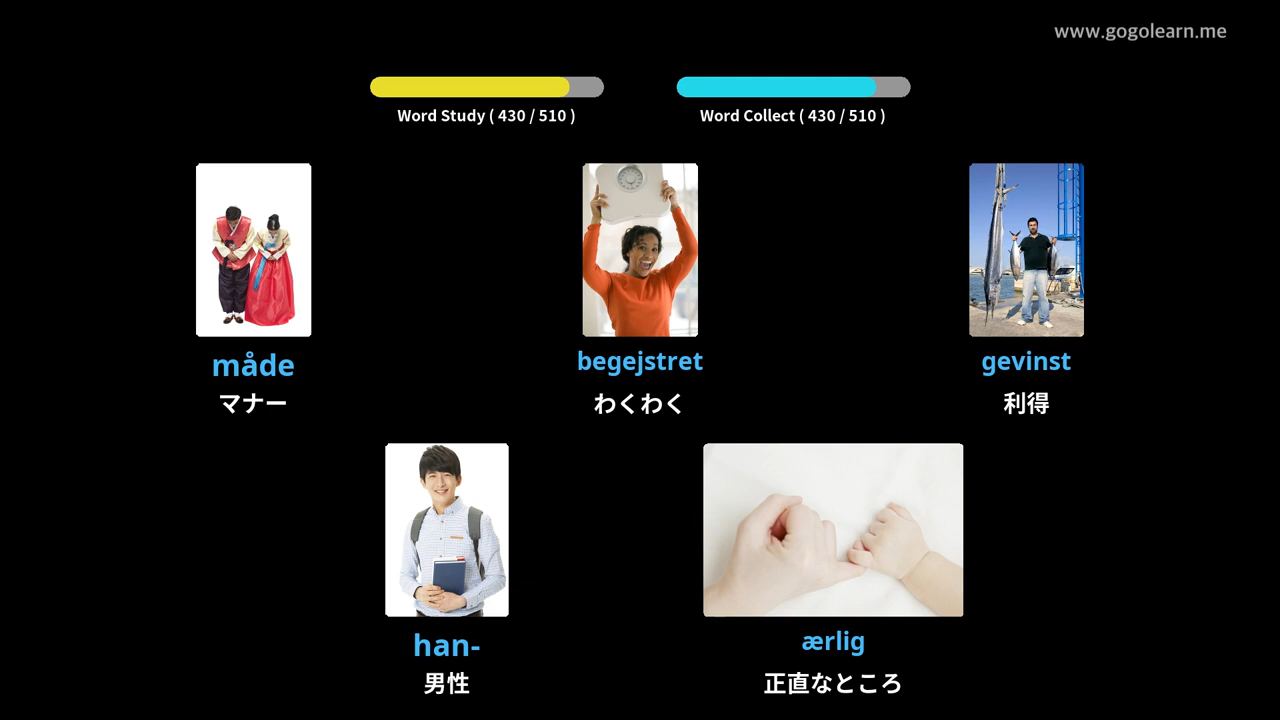 www.gogolearn.me
Word Study ( 430 / 510 )
Word Collect ( 430 / 510 )
måde
マナー
begejstret
わくわく
gevinst
利得
han-
男性
ærlig
正直なところ